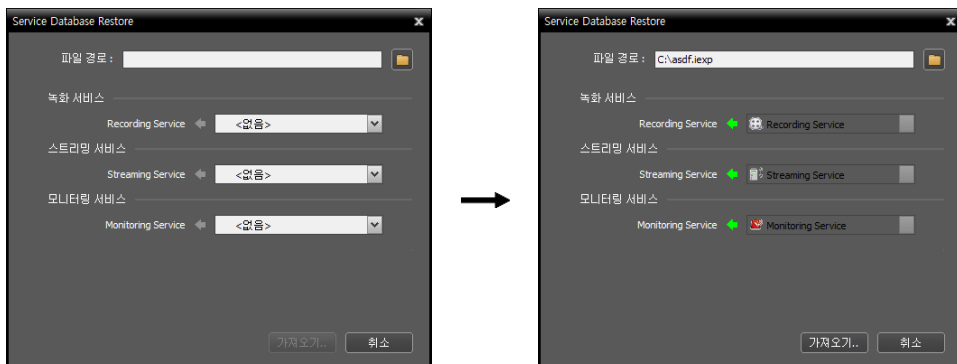 Service Database Restore
파일 경로 :
녹화 서비스
Recording Service
<없음>
스트리밍 서비스
Streaming Service
<없음>
모니터링 서비스
Monitoring Service
<없음>
가져오기..
취소
Service Database Restore
파일 경로 :
C:\asdf.iexp
녹화 서비스
Recording Service
Recording Service
스트리밍 서비스
Streaming Service
Streaming Service
모니터링 서비스
Monitoring Service
Monitoring Service
가져오기..
취소